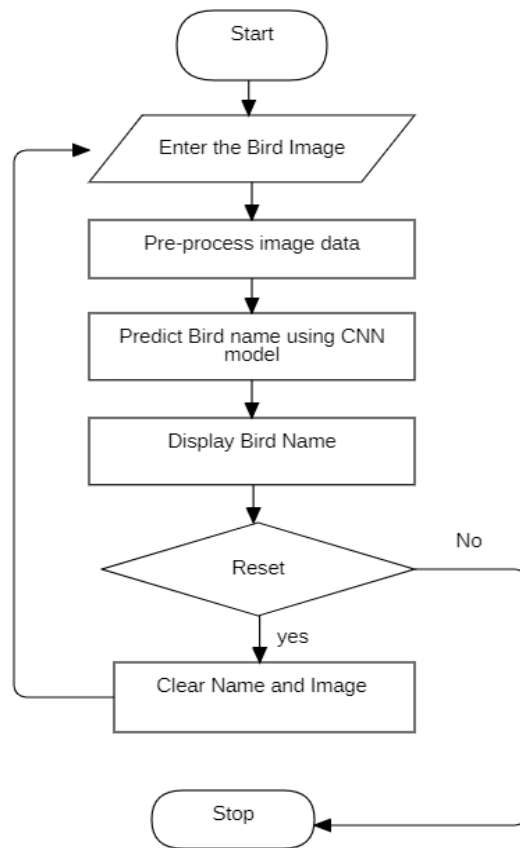 Start
Enter the Bird Image
Pre-process image data
Predict Bird name using CNN
model
Display Bird Name
Reset
No
yes
Clear Name and Image
Stop